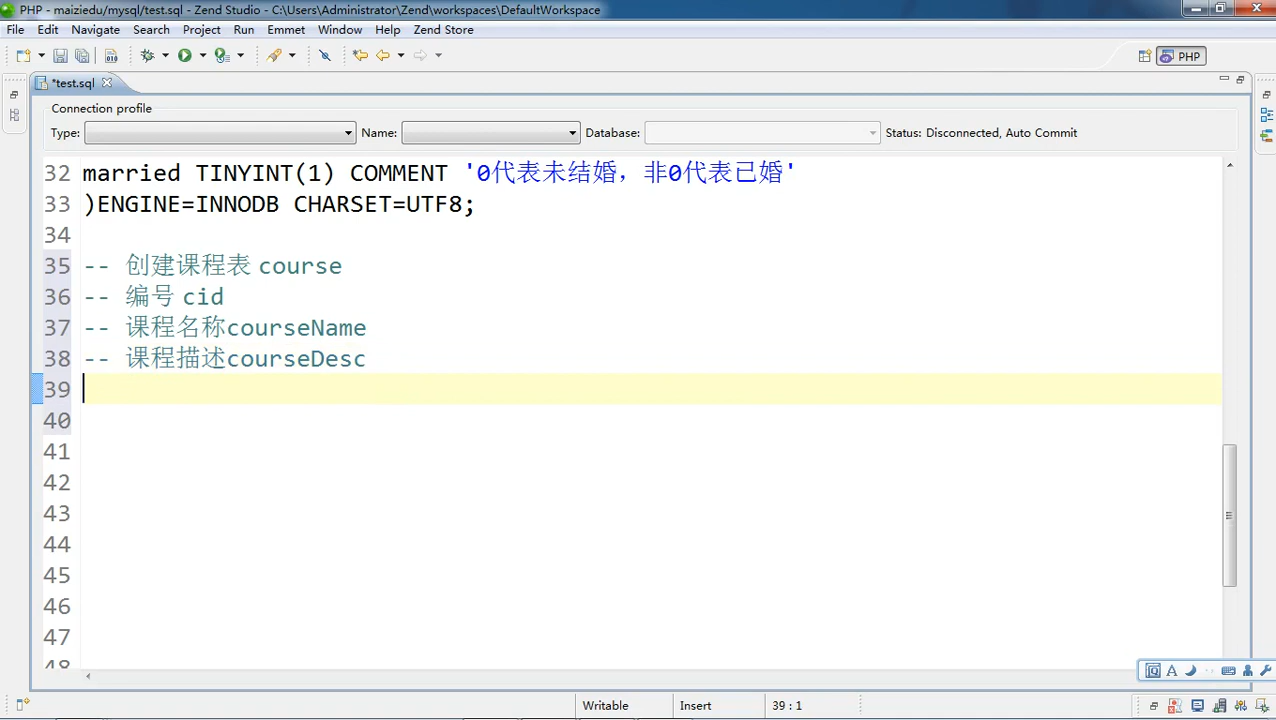 PHP - maiziedu/mysql/test.sql - Zend Studio - C:\Users\Administrator\Zend\workspaces\DefaultWorkspace
File Edit Navigate Search Project Run Emmet Window Help Zend Store
PHP
*test.sql
Connection profile
Type: Name: Database: Status: Disconnected, Auto Commit
32 married TINYINT(1) COMMENT '0代表未结婚，非0代表已婚'
33 )ENGINE=INNODB CHARSET=UTF8;
34
35 -- 创建课程表 course
36 -- 编号 cid
37 -- 课程名称courseName
38 -- 课程描述courseDesc
39
40
41
42
43
44
45
46
47
48
Writable Insert 39 : 1